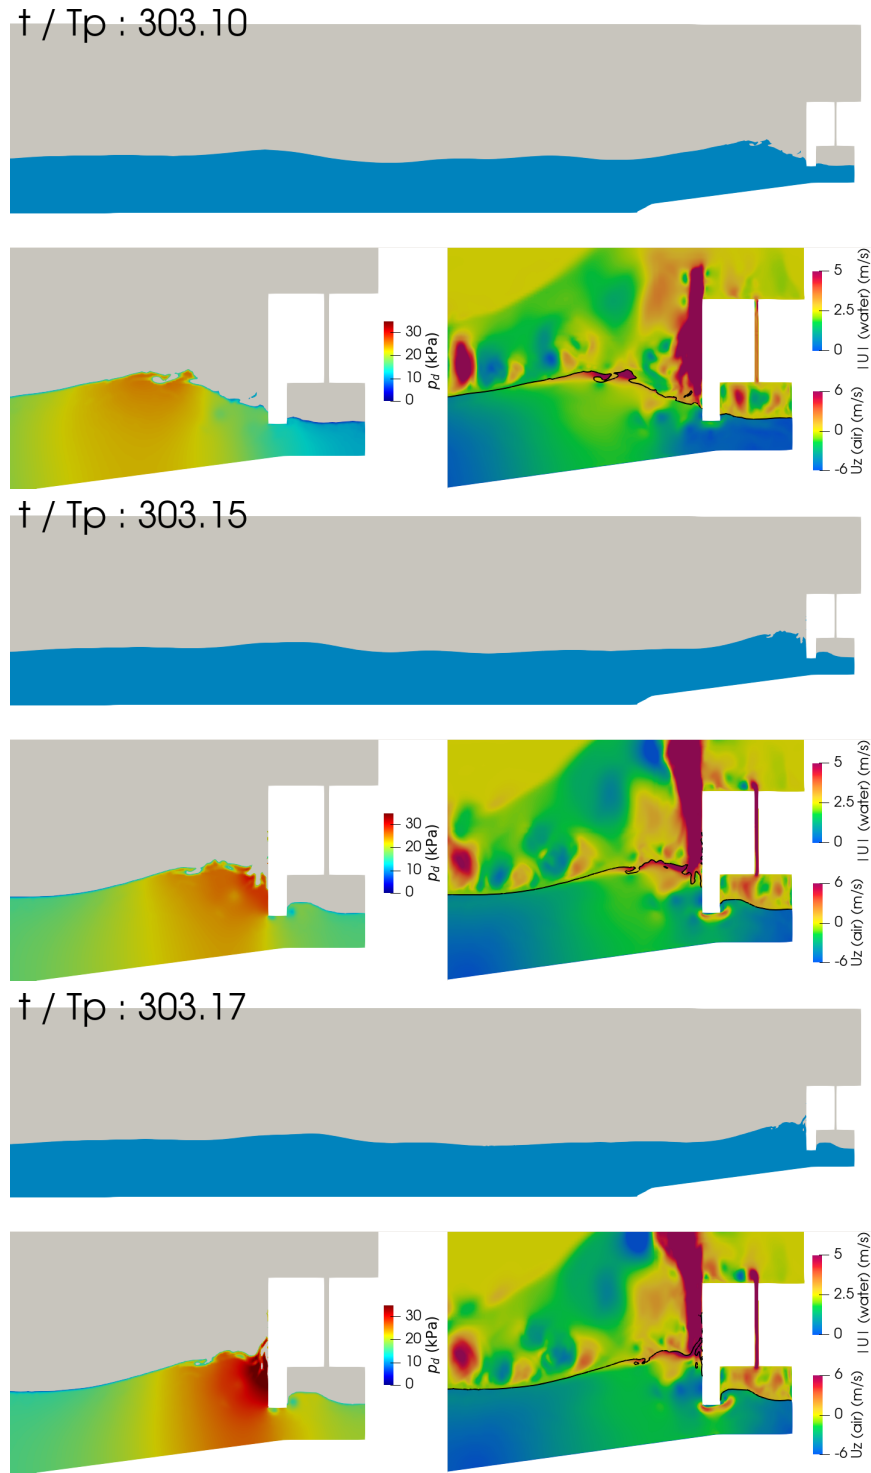 t / Tp : 303.10
30
20
10
0
p_d (kPa)
5
2.5
0
|U| (water) (m/s)
6
0
-6
Uz (air) (m/s)
t / Tp : 303.15
30
20
10
0
p_d (kPa)
5
2.5
0
|U| (water) (m/s)
6
0
-6
Uz (air) (m/s)
t / Tp : 303.17
30
20
10
0
p_d (kPa)
5
2.5
0
|U| (water) (m/s)
6
0
-6
Uz (air) (m/s)